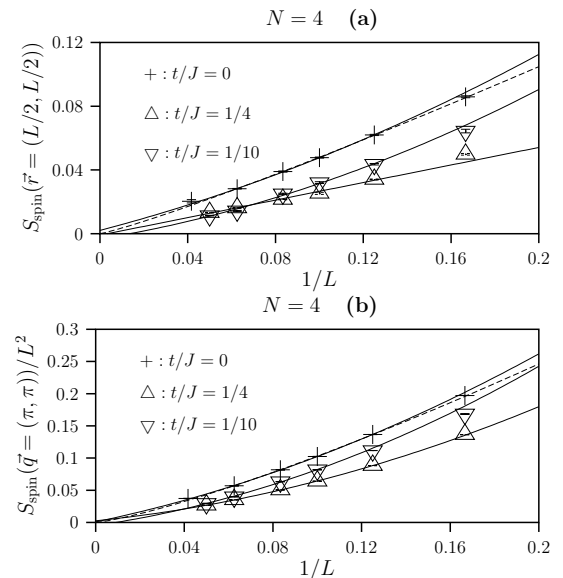 N = 4 (a)
0.12
0.08
0.04
0
S_spin(r⃗ = (L/2, L/2))
+ : t/J = 0
△ : t/J = 1/4
▽ : t/J = 1/10
0 0.04 0.08 0.12 0.16 0.2
1/L
N = 4 (b)
0.3
0.25
0.2
0.15
0.1
0.05
0
S_spin(q⃗ = (π, π))/L²
+ : t/J = 0
△ : t/J = 1/4
▽ : t/J = 1/10
0 0.04 0.08 0.12 0.16 0.2
1/L